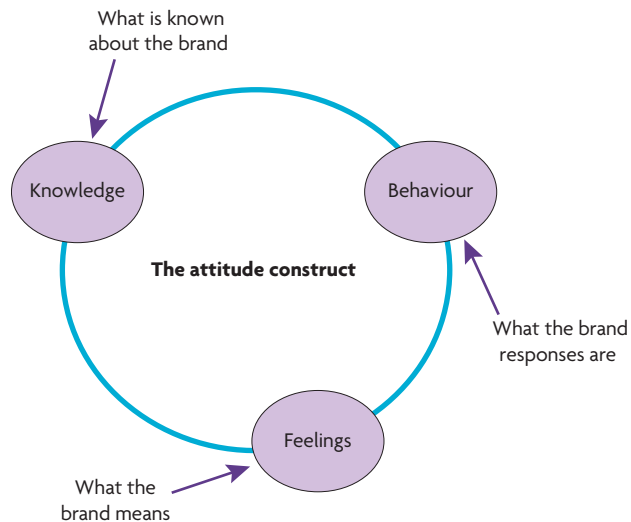 What is known
about the brand
Knowledge
Behaviour
The attitude construct
What the brand
responses are
Feelings
What the
brand means